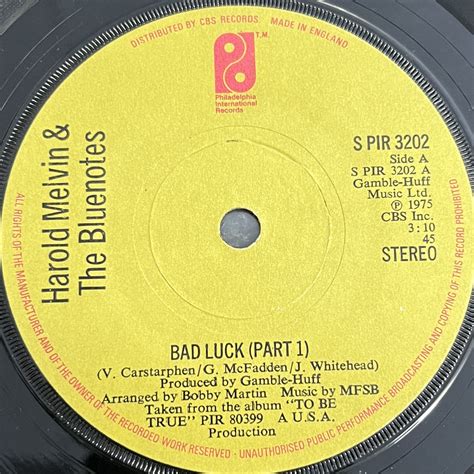 DISTRIBUTED BY CBS RECORDS · MADE IN ENGLAND
T.M.
Philadelphia
International
Records
Harold Melvin &
The Bluenotes
S PIR 3202
Side A
S PIR 3202 A
Gamble-Huff
Music Ltd.
℗ 1975
CBS Inc.
3:10
45
STEREO
BAD LUCK (PART 1)
(V. Carstarphen/G. McFadden/J. Whitehead)
Produced by Gamble-Huff
Arranged by Bobby Martin Music by MFSB
Taken from the album "TO BE
TRUE" PIR 80399 A U.S.A.
Production
ALL RIGHTS OF THE MANUFACTURER AND OF THE OWNER OF THE RECORDED WORK RESERVED · UNAUTHORISED PUBLIC PERFORMANCE BROADCASTING AND COPYING OF THIS RECORD PROHIBITED